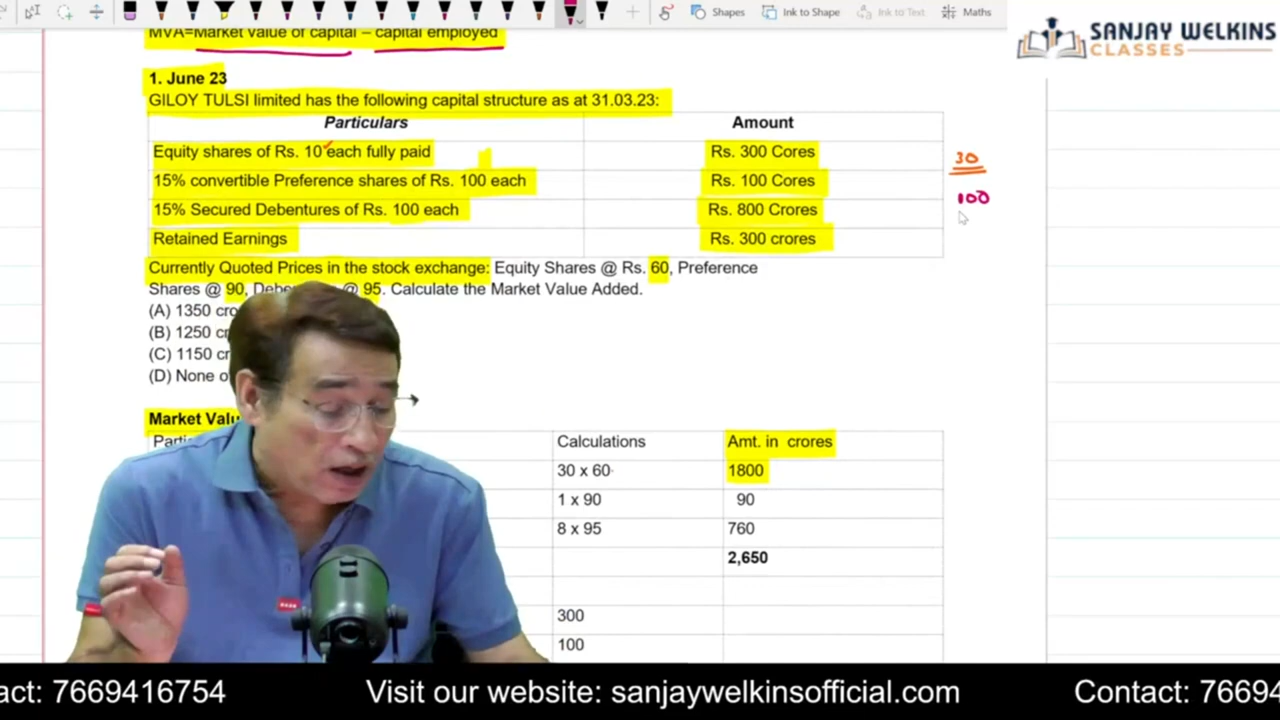 Shapes Ink to Shape Ink to Text Maths
SANJAY WELKINS
CLASSES
MVA=Market value of capital – capital employed
1. June 23
GILOY TULSI limited has the following capital structure as at 31.03.23:
Particulars Amount
Equity shares of Rs. 10 each fully paid Rs. 300 Cores
30
15% convertible Preference shares of Rs. 100 each Rs. 100 Cores
100
15% Secured Debentures of Rs. 100 each Rs. 800 Crores
Retained Earnings Rs. 300 crores
Currently Quoted Prices in the stock exchange: Equity Shares @ Rs. 60, Preference
Shares @ 90, @ 95. Calculate the Market Value Added.
(A) 1350
(B) 1250
(C) 1150
(D) None
Market
Calculations Amt. in crores
30 x 60 1800
1 x 90 90
8 x 95 760
2,650
300
100
act: 7669416754 Visit our website: sanjaywelkinsofficial.com Contact: 76694